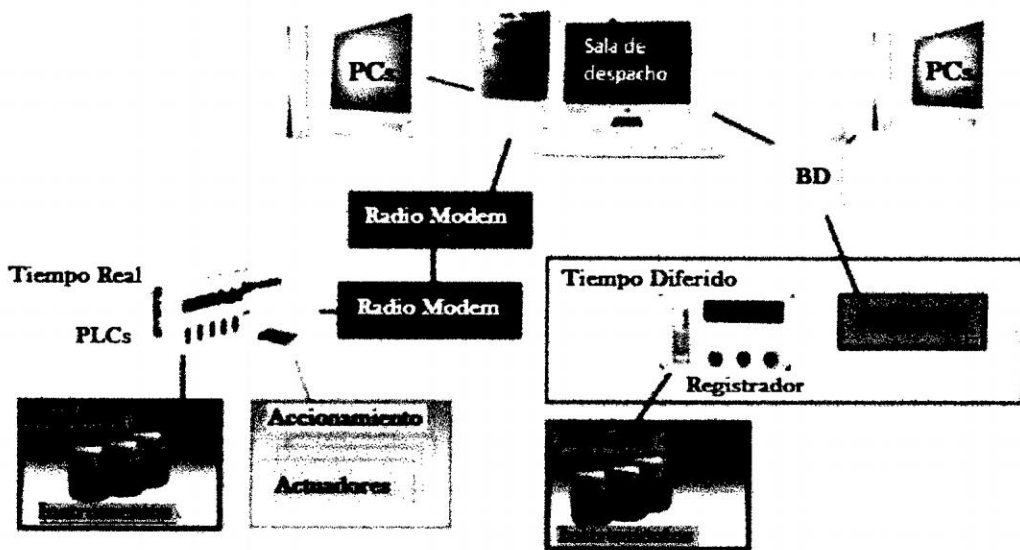 PCs
Sala de
despacho
PCs
BD
Radio Modem
Tiempo Real
Radio Modem
PLCs
Tiempo Diferido
Registrador
Accionamiento
Actuadores